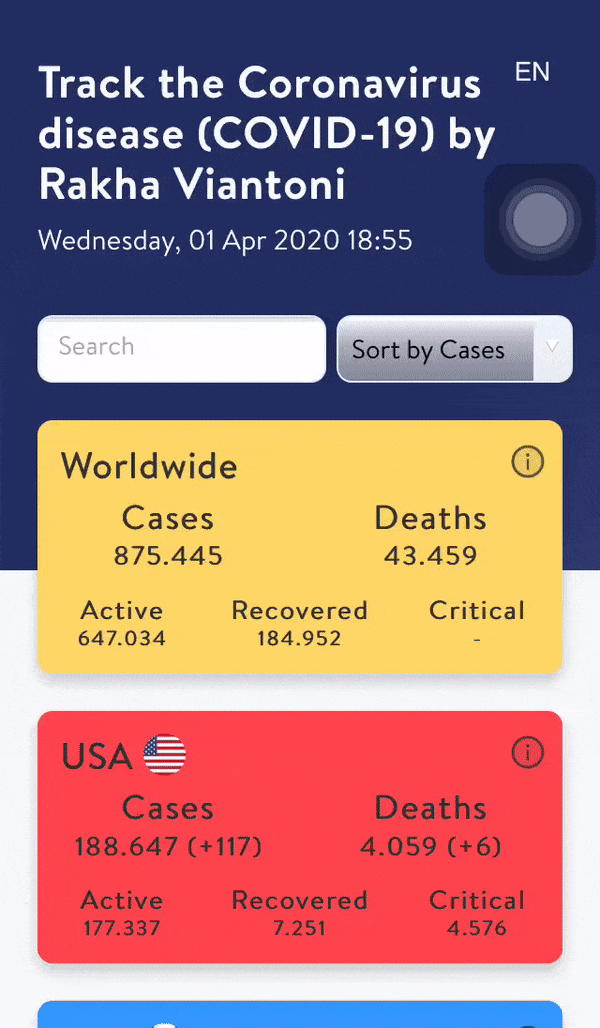 Track the Coronavirus
disease (COVID-19) by
Rakha Viantoni
EN
Wednesday, 01 Apr 2020 18:55
Search
Sort by Cases
Worldwide
Cases Deaths
875.445 43.459
Active Recovered Critical
647.034 184.952 -
USA
Cases Deaths
188.647 (+117) 4.059 (+6)
Active Recovered Critical
177.337 7.251 4.576